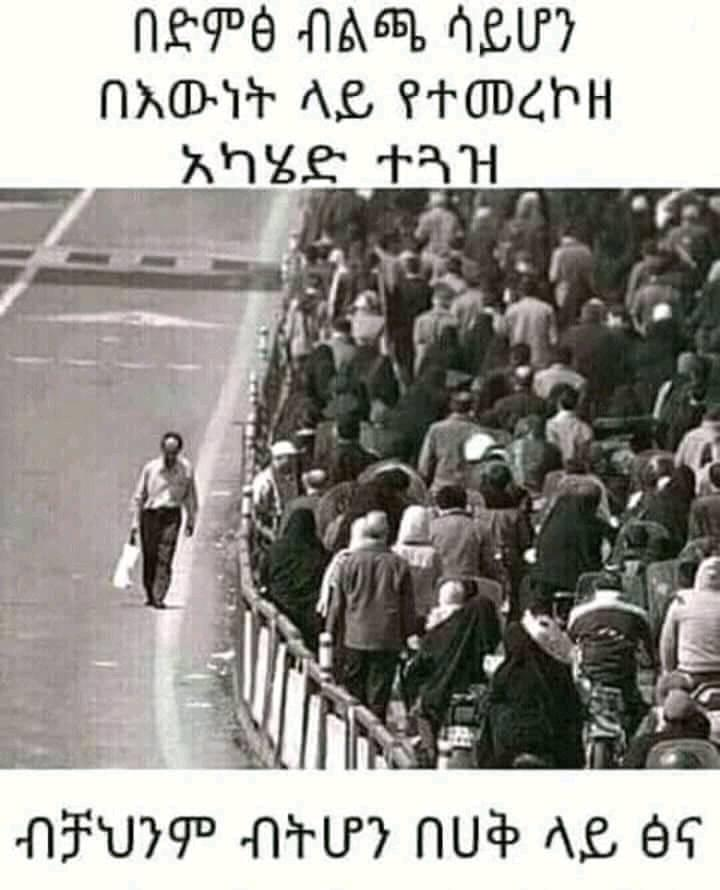 በድምፅ ብልጫ ሳይሆን
በእውነት ላይ የተመረኮዘ
አካሄድ ተጓዝ
ብቻህንም ብትሆን በሀቅ ላይ ፅና